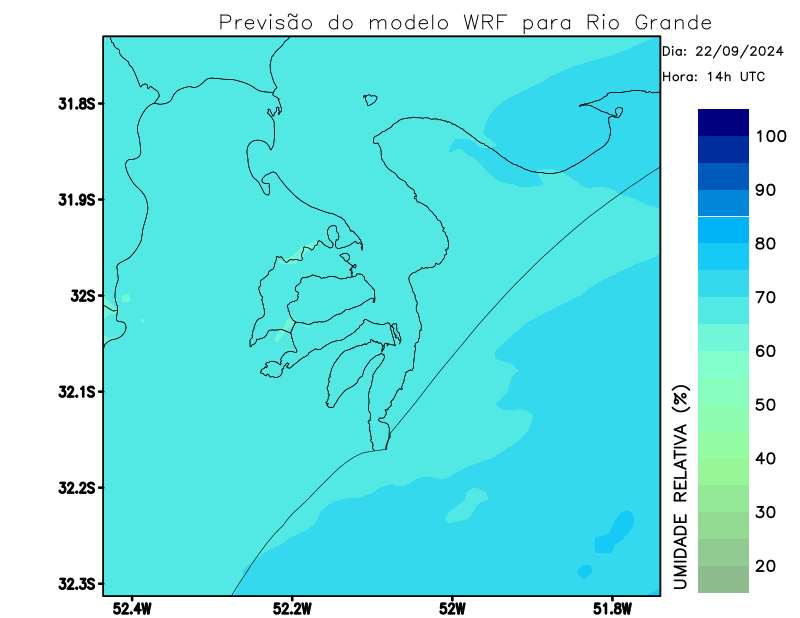 Previsão do modelo WRF para Rio Grande
Dia: 22/09/2024
Hora: 14h UTC
31.8S
31.9S
32S
32.1S
32.2S
32.3S
52.4W
52.2W
52W
51.8W
100
90
80
70
60
50
40
30
20
UMIDADE RELATIVA (%)